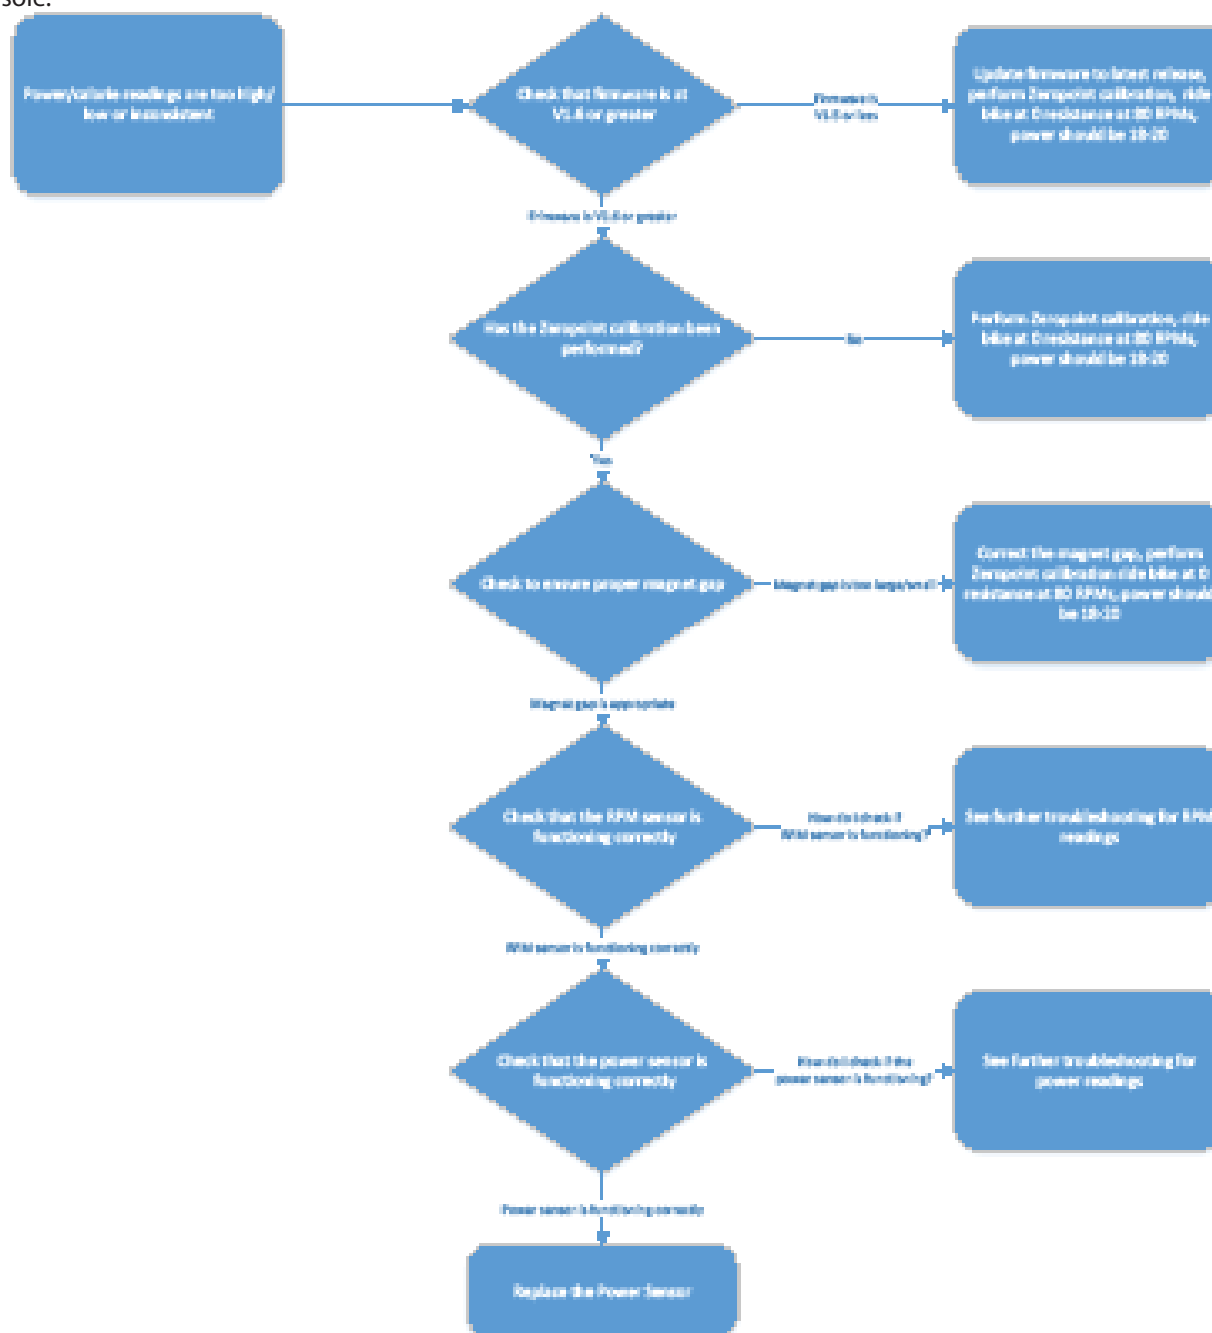 sole.
Power/calorie readings are too high/
low or inconsistent
Check that firmware is at
V1.6 or greater
Firmware is
or less
Update firmware to latest release,
perform Zeropoint calibration, ride
bike at 0 resistance at 80 RPMs,
power should be 18-20
Firmware is V1.6 or greater
Has the Zeropoint calibration been
performed?
No
Perform Zeropoint calibration, ride
bike at 0 resistance at 80 RPMs,
power should be 18-20
Yes
Check to ensure proper magnet gap
Magnet gap is too large/small
Correct the magnet gap, perform
Zeropoint calibration ride bike at 0
resistance at 80 RPMs, power should
be 18-20
Magnet gap is appropriate
Check that the RPM sensor is
functioning correctly
How do I check if
RPM sensor is functioning?
See further troubleshooting for RPM
readings
RPM sensor is functioning correctly
Check that the power sensor is
functioning correctly
How do I check if the
power sensor is functioning?
See further troubleshooting for
power readings
Power sensor is functioning correctly
Replace the Power Sensor